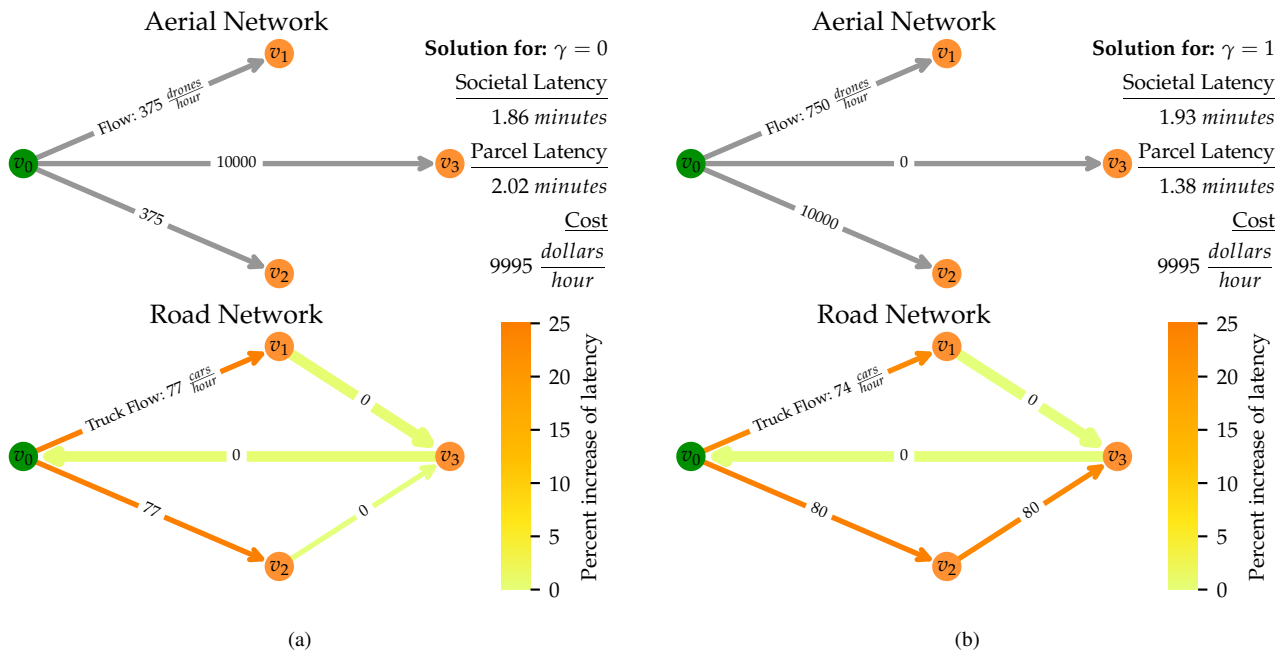 Aerial Network
v₁
Solution for: γ = 0
Flow: 375 drones/hour
Societal Latency
1.86 minutes
v₀
10000
v₃
Parcel Latency
2.02 minutes
375
Cost
v₂
9995 dollars/hour
Road Network
v₁
Truck Flow: 77 cars/hour
0
v₀
0
v₃
77
0
v₂
25
20
15
10
5
0
Percent increase of latency
(a)
Aerial Network
v₁
Solution for: γ = 1
Flow: 750 drones/hour
Societal Latency
1.93 minutes
v₀
0
v₃
Parcel Latency
1.38 minutes
10000
Cost
v₂
9995 dollars/hour
Road Network
v₁
Truck Flow: 74 cars/hour
0
v₀
0
v₃
80
80
v₂
25
20
15
10
5
0
Percent increase of latency
(b)